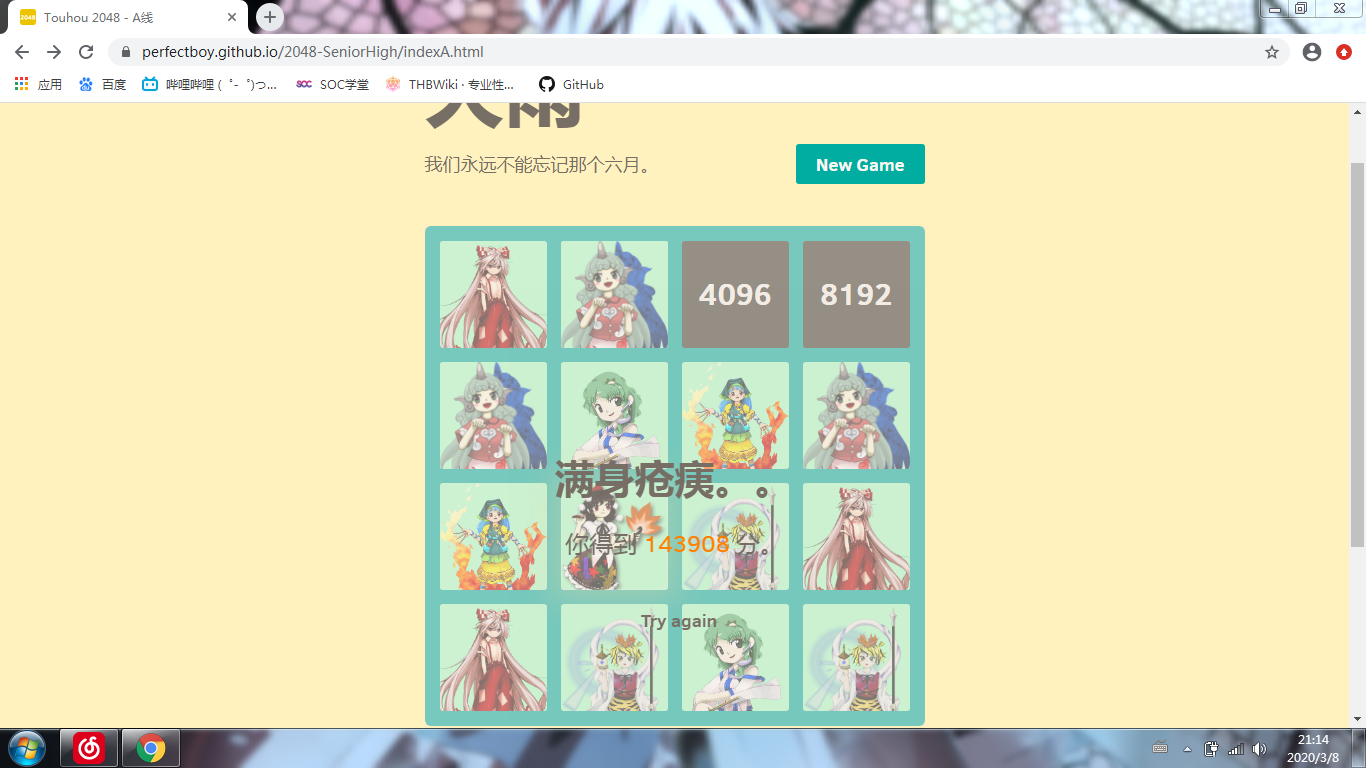 Touhou 2048 - A线
perfectboy.github.io/2048-SeniorHigh/indexA.html
应用 百度 哔哩哔哩 ( ゜- ゜)つ... SOC学堂 THBWiki · 专业性... GitHub
我们永远不能忘记那个六月。
New Game
4096 8192
满身疮痍。。
你得到 143908 分。
Try again
21:14
2020/3/8